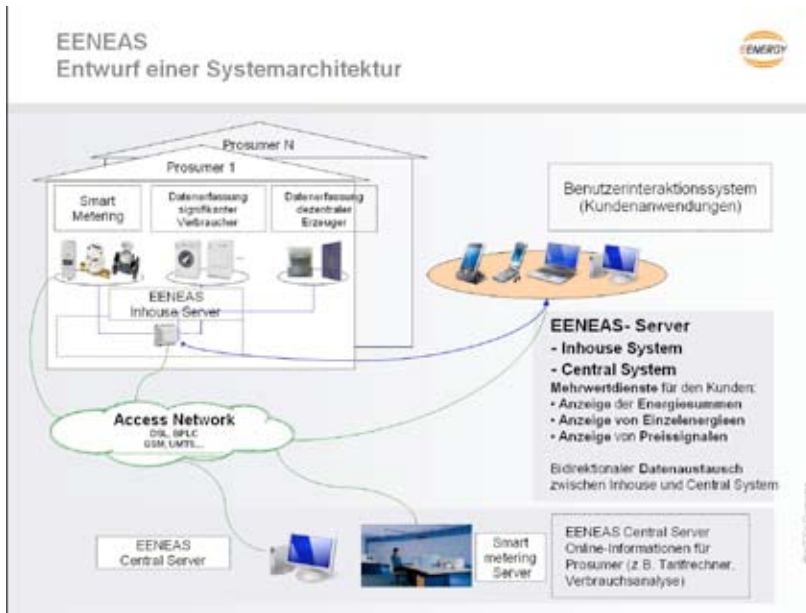 EENEAS
Entwurf einer Systemarchitektur
EENERGY
Prosumer N
Prosumer 1
Smart
Metering
Datenerfassung
signifikanter
Verbraucher
Datenerfassung
dezentraler
Erzeuger
EENEAS
Inhouse Server
Benutzerinteraktionssystem
(Kundenanwendungen)
EENEAS- Server
- Inhouse System
- Central System
Mehrwertdienste für den Kunden:
• Anzeige der Energiesummen
• Anzeige von Einzelenergieen
• Anzeige von Preissignalen
Bidirektionaler Datenaustausch
zwischen Inhouse und Central System
Access Network
DSL, BPLC
GSM, UMTS...
EENEAS
Central Server
Smart
metering
Server
EENEAS Central Server
Online-Informationen für
Prosumer (z.B. Tarifrechner,
Verbrauchsanalyse)